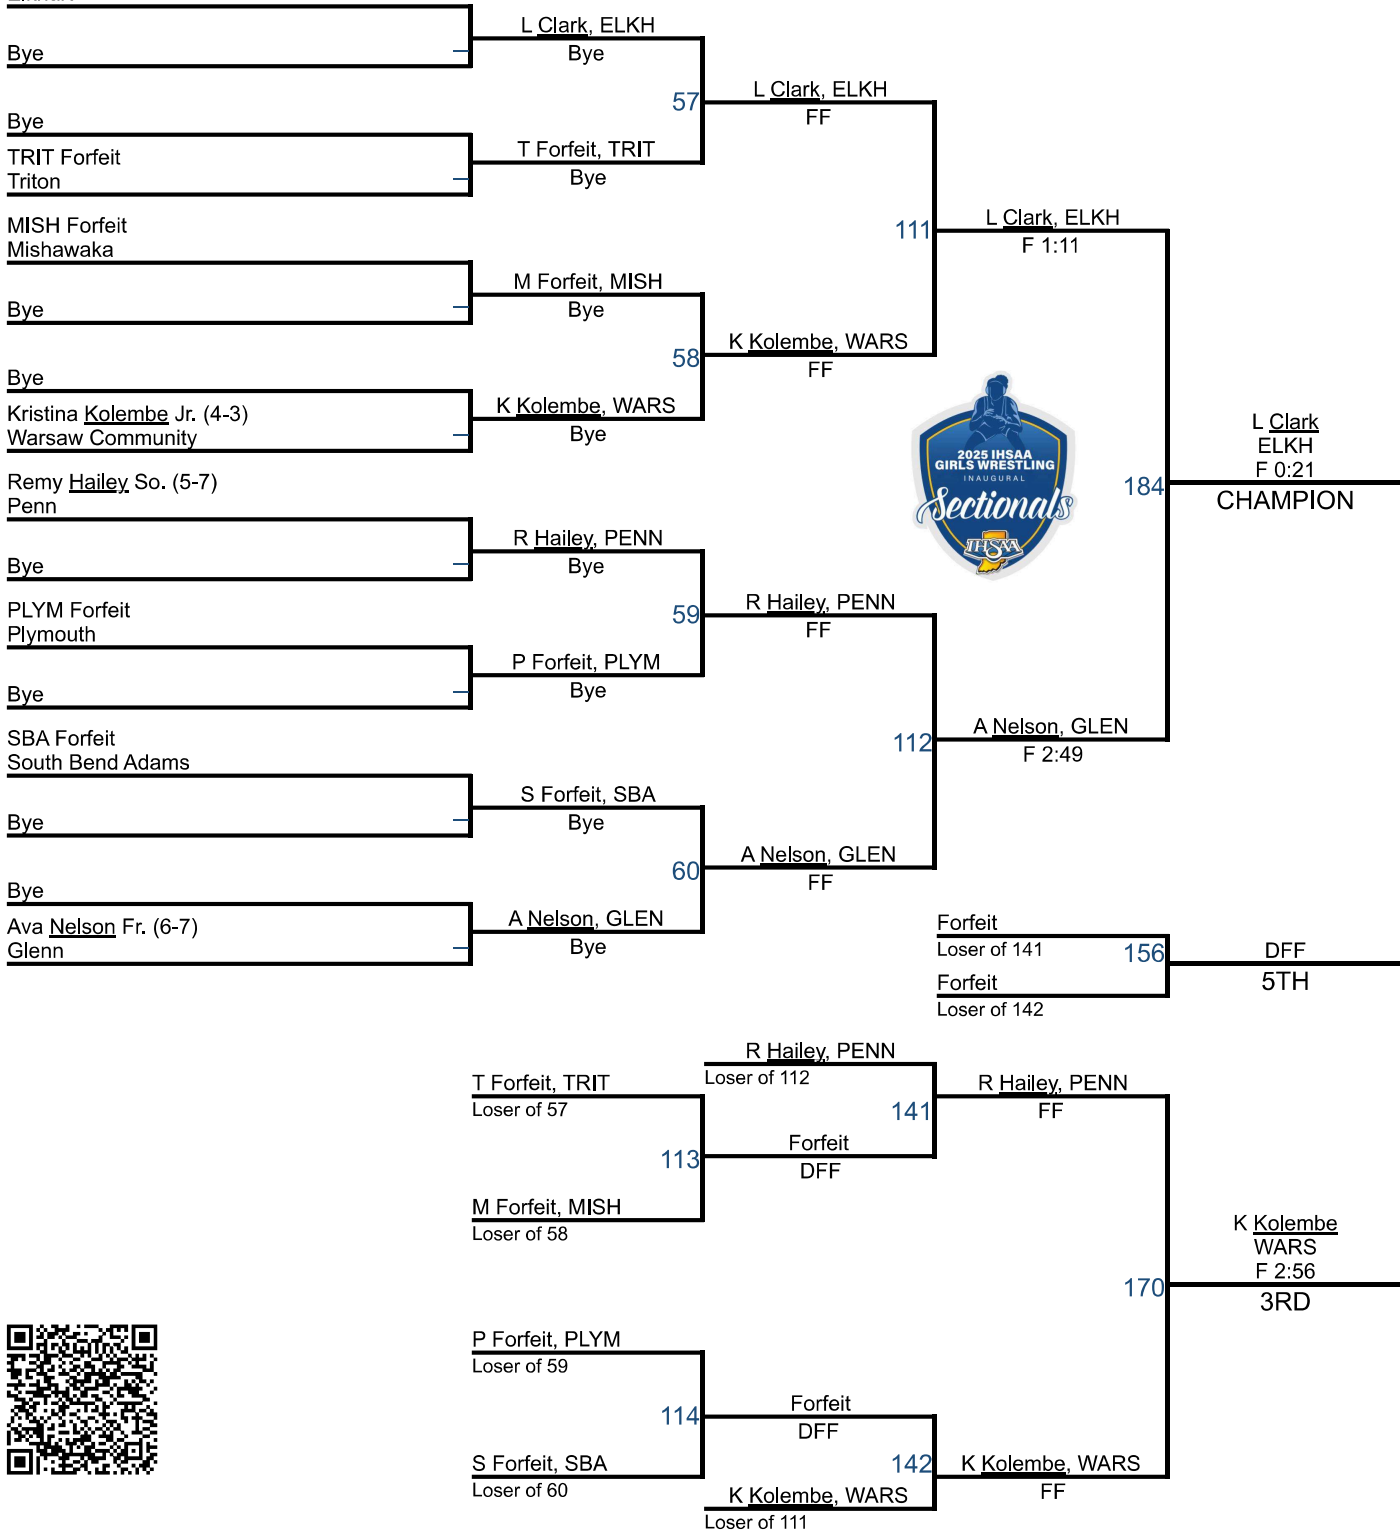 Bye
Bye
TRIT Forfeit
Triton
MISH Forfeit
Mishawaka
Bye
Bye
Kristina Kolembe Jr. (4-3)
Warsaw Community
Remy Hailey So. (5-7)
Penn
Bye
PLYM Forfeit
Plymouth
Bye
SBA Forfeit
South Bend Adams
Bye
Bye
Ava Nelson Fr. (6-7)
Glenn
L Clark, ELKH
Bye
57
T Forfeit, TRIT
Bye
M Forfeit, MISH
Bye
58
K Kolembe, WARS
Bye
R Hailey, PENN
Bye
59
P Forfeit, PLYM
Bye
S Forfeit, SBA
Bye
60
A Nelson, GLEN
Bye
L Clark, ELKH
FF
111
K Kolembe, WARS
FF
R Hailey, PENN
FF
112
A Nelson, GLEN
FF
L Clark, ELKH
F 1:11
2025 IHSAA
GIRLS WRESTLING
INAUGURAL
Sectionals
IHSAA
184
A Nelson, GLEN
F 2:49
L Clark
ELKH
F 0:21
CHAMPION
Forfeit
Loser of 141
156
Forfeit
Loser of 142
DFF
5TH
T Forfeit, TRIT
Loser of 57
113
M Forfeit, MISH
Loser of 58
R Hailey, PENN
Loser of 112
141
Forfeit
DFF
R Hailey, PENN
FF
170
P Forfeit, PLYM
Loser of 59
114
S Forfeit, SBA
Loser of 60
Forfeit
DFF
142
K Kolembe, WARS
Loser of 111
K Kolembe, WARS
FF
K Kolembe
WARS
F 2:56
3RD